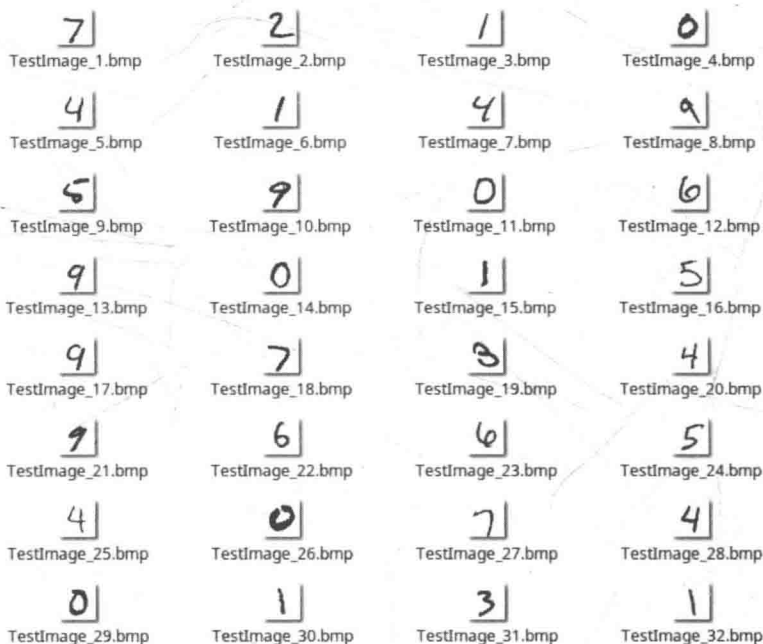 7 2 1 0
TestImage_1.bmp TestImage_2.bmp TestImage_3.bmp TestImage_4.bmp
4 1 4 9
TestImage_5.bmp TestImage_6.bmp TestImage_7.bmp TestImage_8.bmp
5 9 0 6
TestImage_9.bmp TestImage_10.bmp TestImage_11.bmp TestImage_12.bmp
9 0 1 5
TestImage_13.bmp TestImage_14.bmp TestImage_15.bmp TestImage_16.bmp
9 7 3 4
TestImage_17.bmp TestImage_18.bmp TestImage_19.bmp TestImage_20.bmp
9 6 6 5
TestImage_21.bmp TestImage_22.bmp TestImage_23.bmp TestImage_24.bmp
4 0 7 4
TestImage_25.bmp TestImage_26.bmp TestImage_27.bmp TestImage_28.bmp
0 1 3 1
TestImage_29.bmp TestImage_30.bmp TestImage_31.bmp TestImage_32.bmp